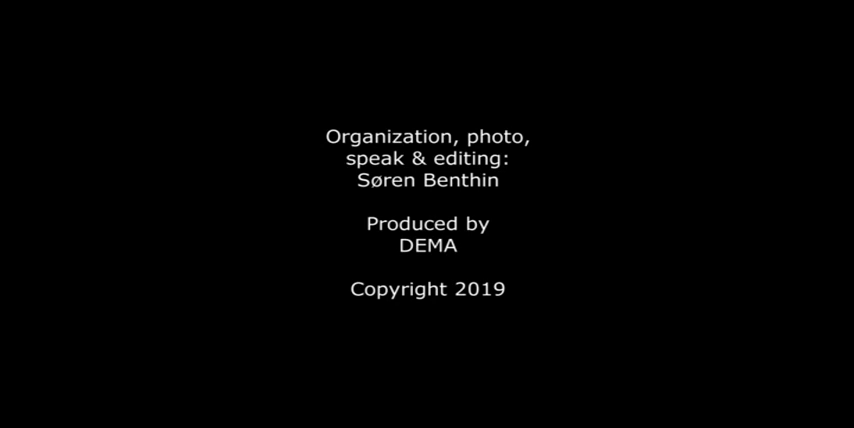 Organization, photo,
speak & editing:
Søren Benthin
Produced by
DEMA
Copyright 2019